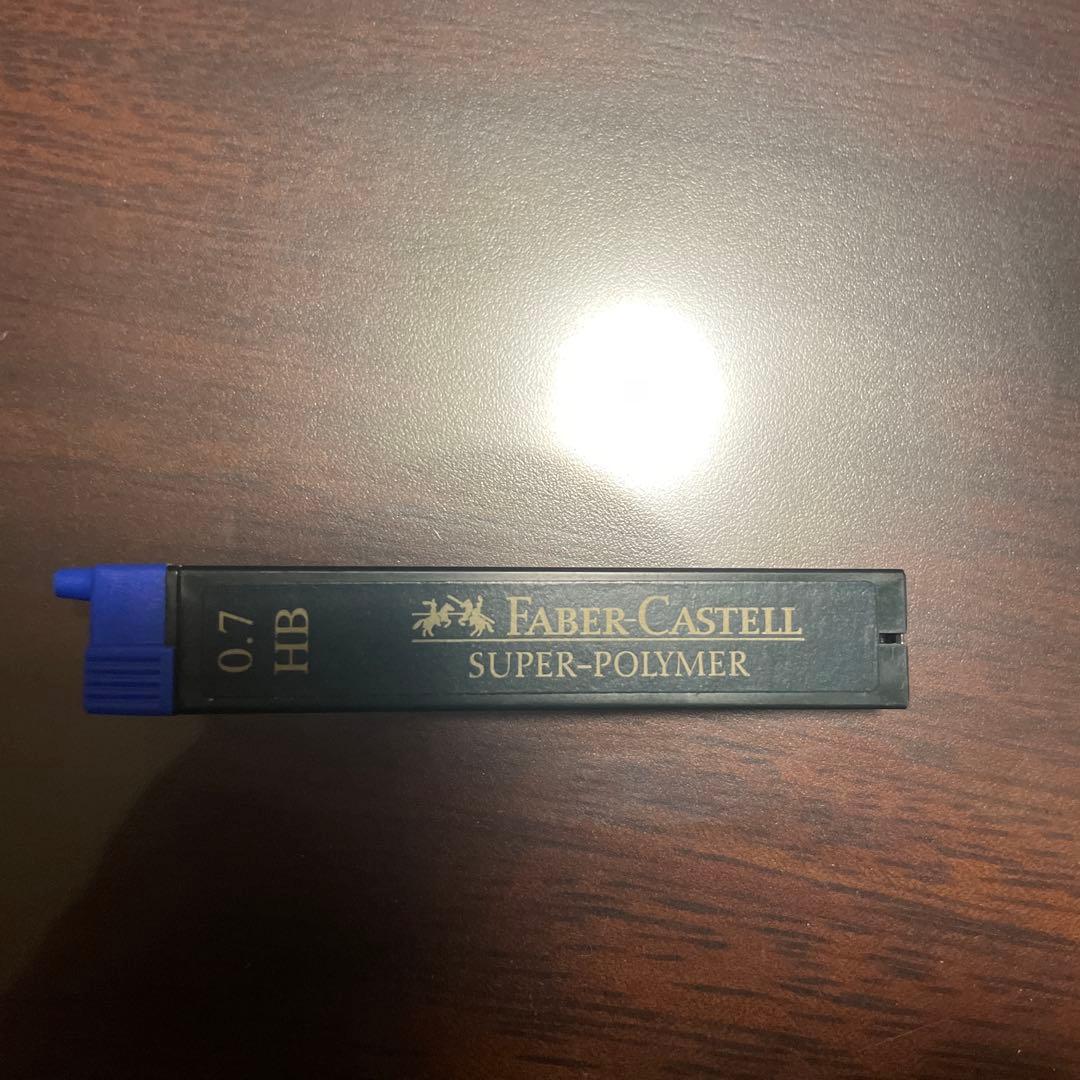 0.7
HB
FABER-CASTELL
SUPER-POLYMER